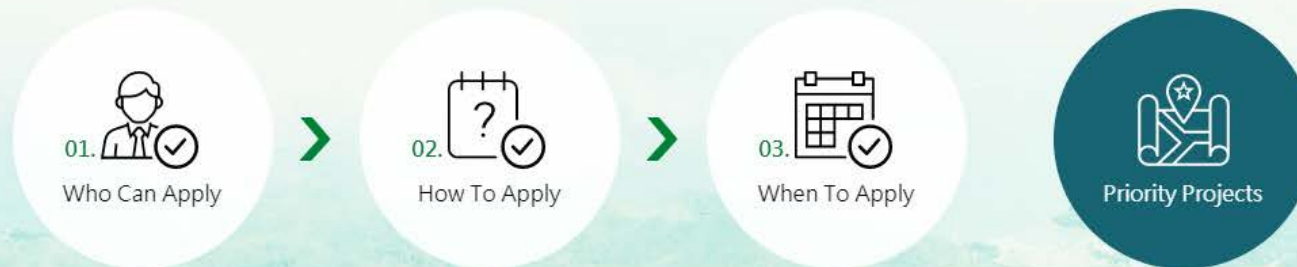 01.
Who Can Apply
02.
?
How To Apply
03.
When To Apply
Priority Projects